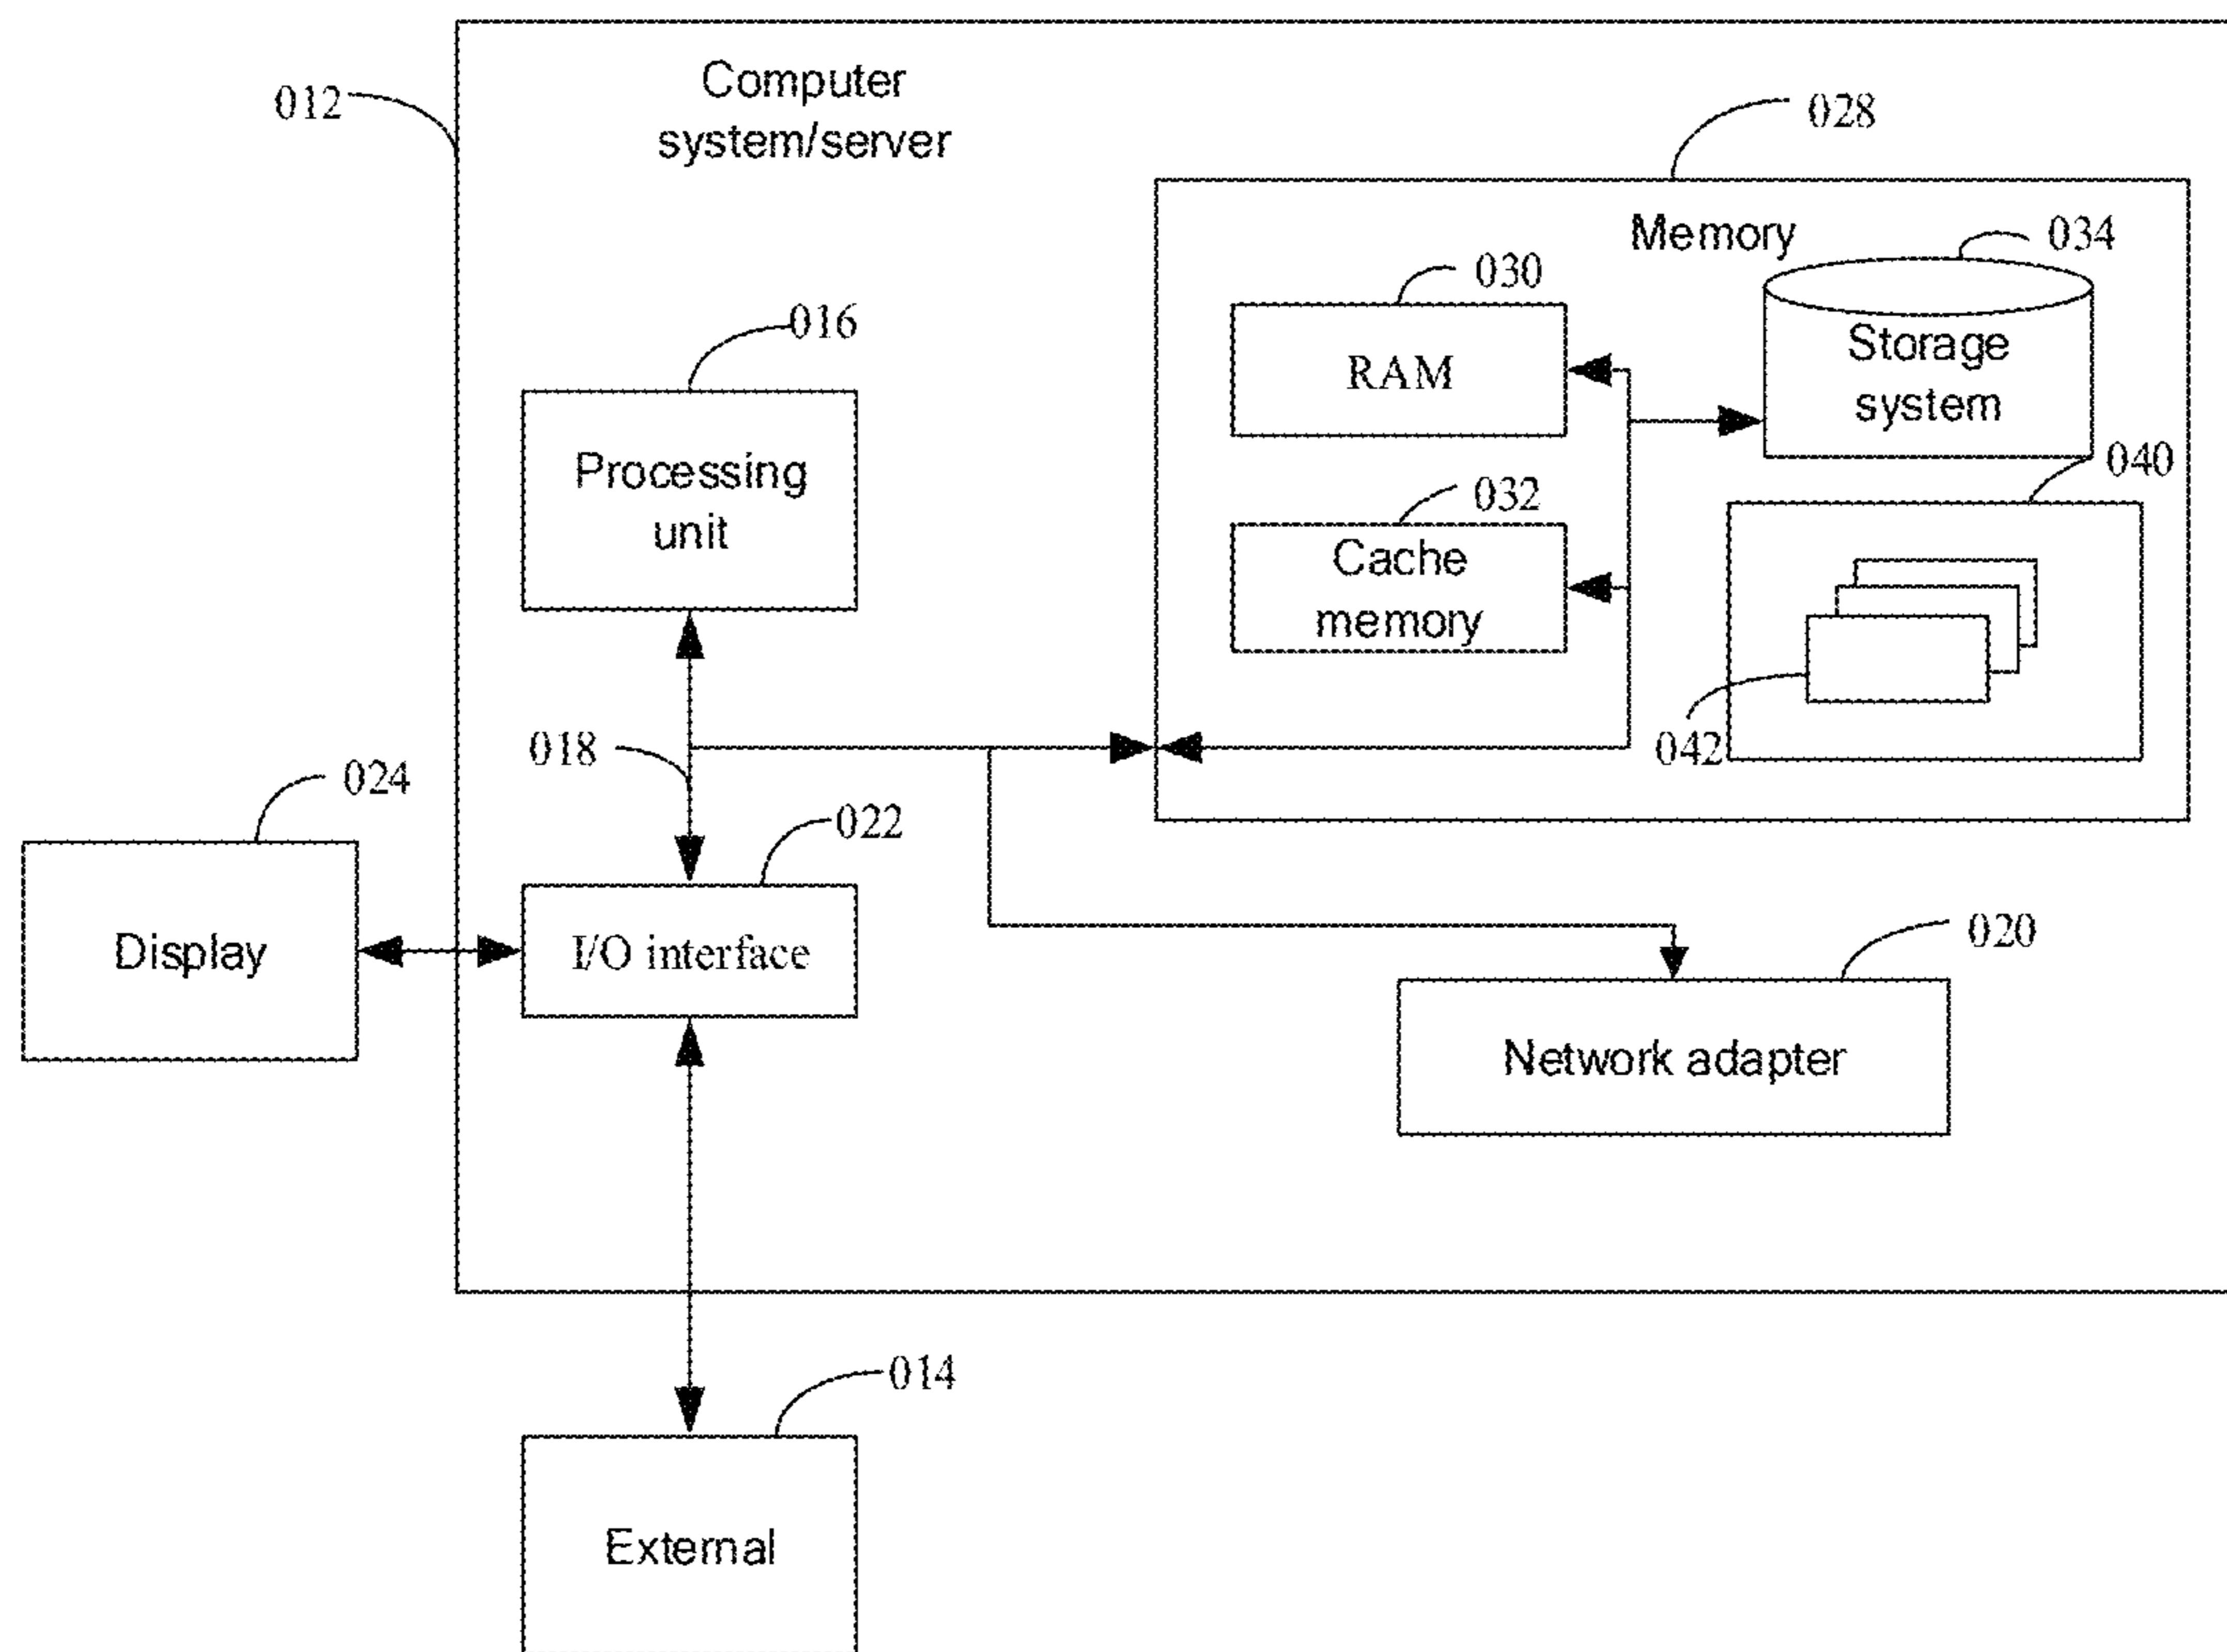 Computer
system/server
012
028
Memory
034
030
016
RAM
Storage
system
040
Processing
unit
032
Cache
memory
018
042
024
022
020
Display
I/O interface
Network adapter
014
External